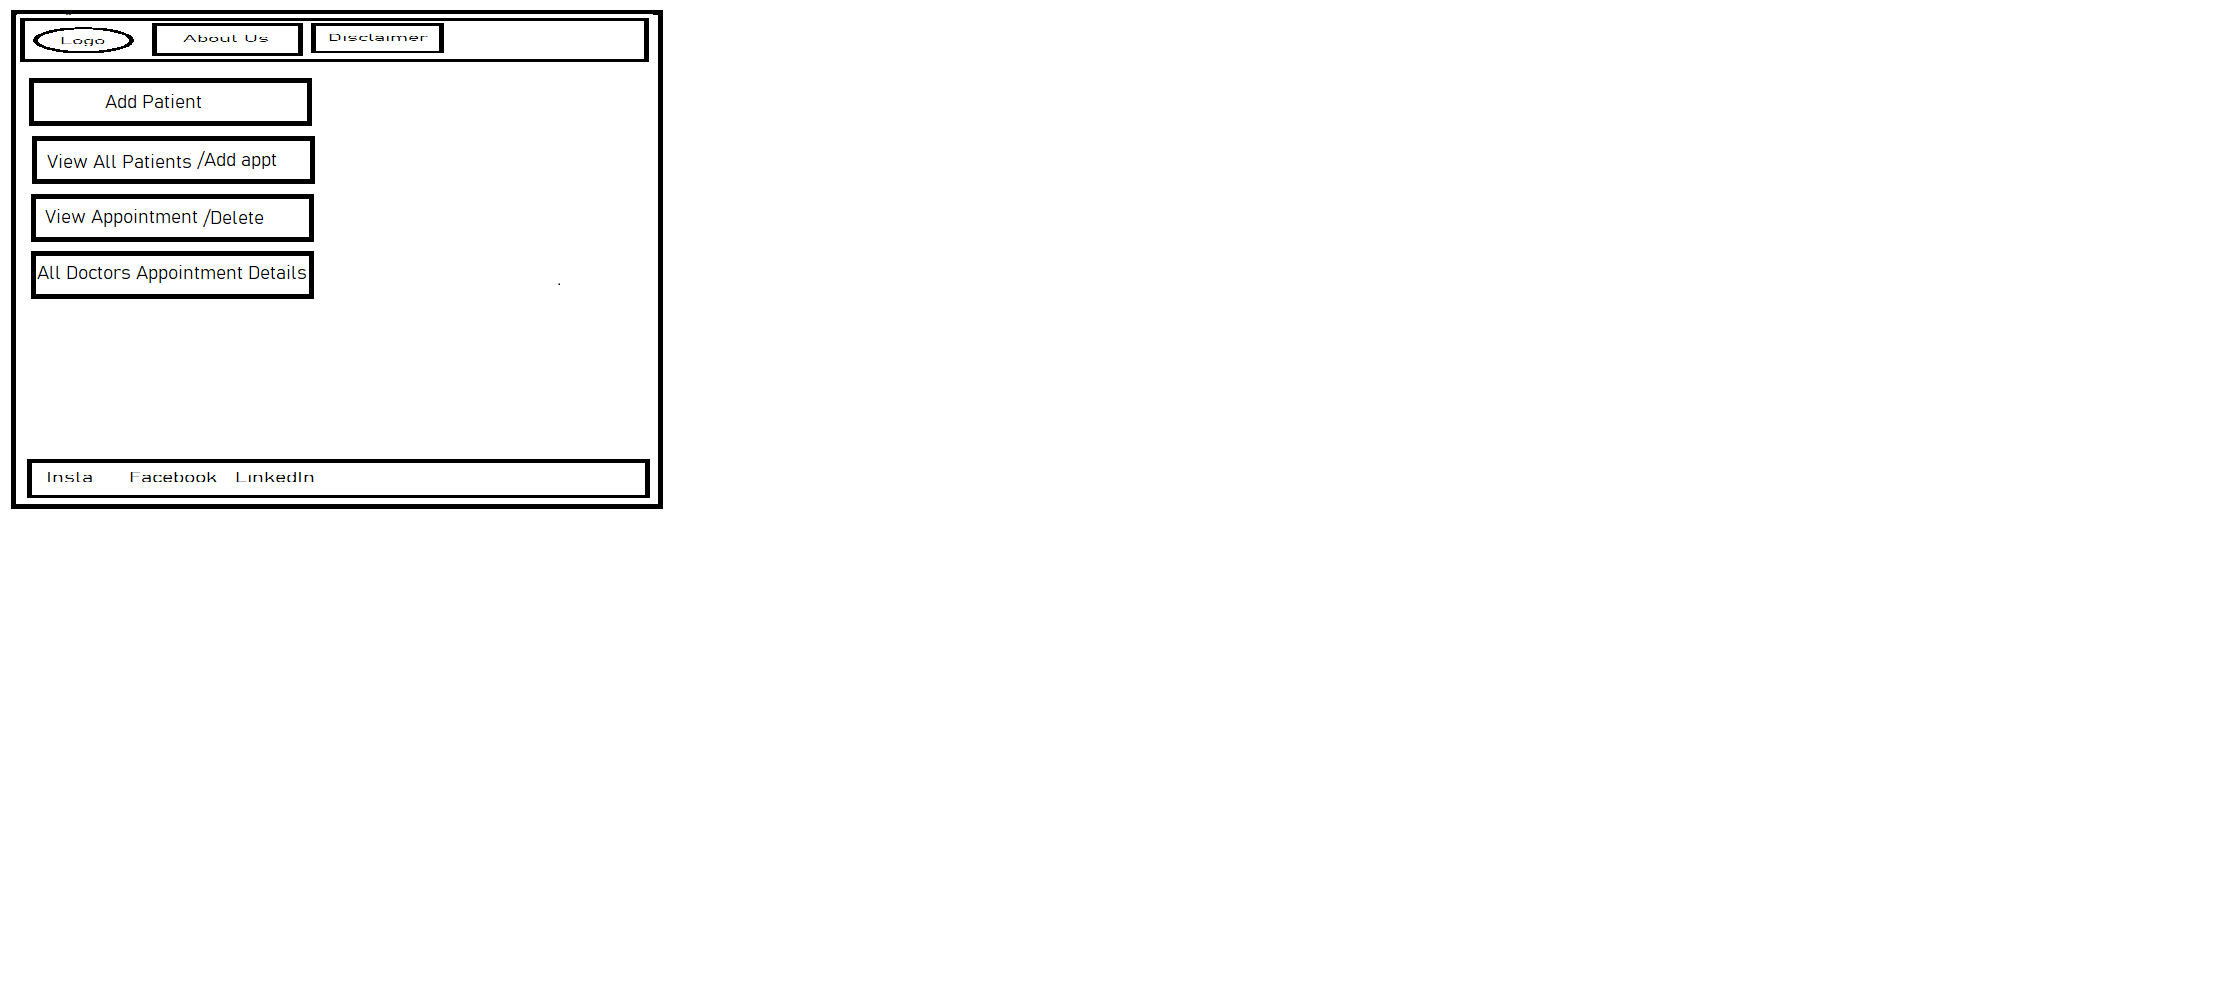 Logo About Us Disclaimer
Add Patient
View All Patients /Add appt
View Appointment /Delete
All Doctors Appointment Details
Insta Facebook LinkedIn